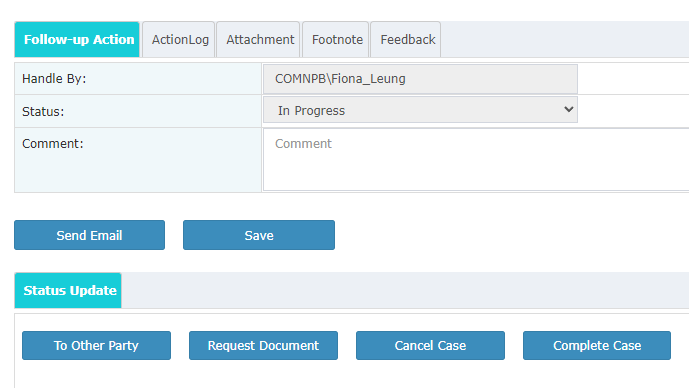 Follow-up Action ActionLog Attachment Footnote Feedback
Handle By: COMNPB\Fiona_Leung
Status: In Progress
Comment: Comment
Send Email Save
Status Update
To Other Party Request Document Cancel Case Complete Case